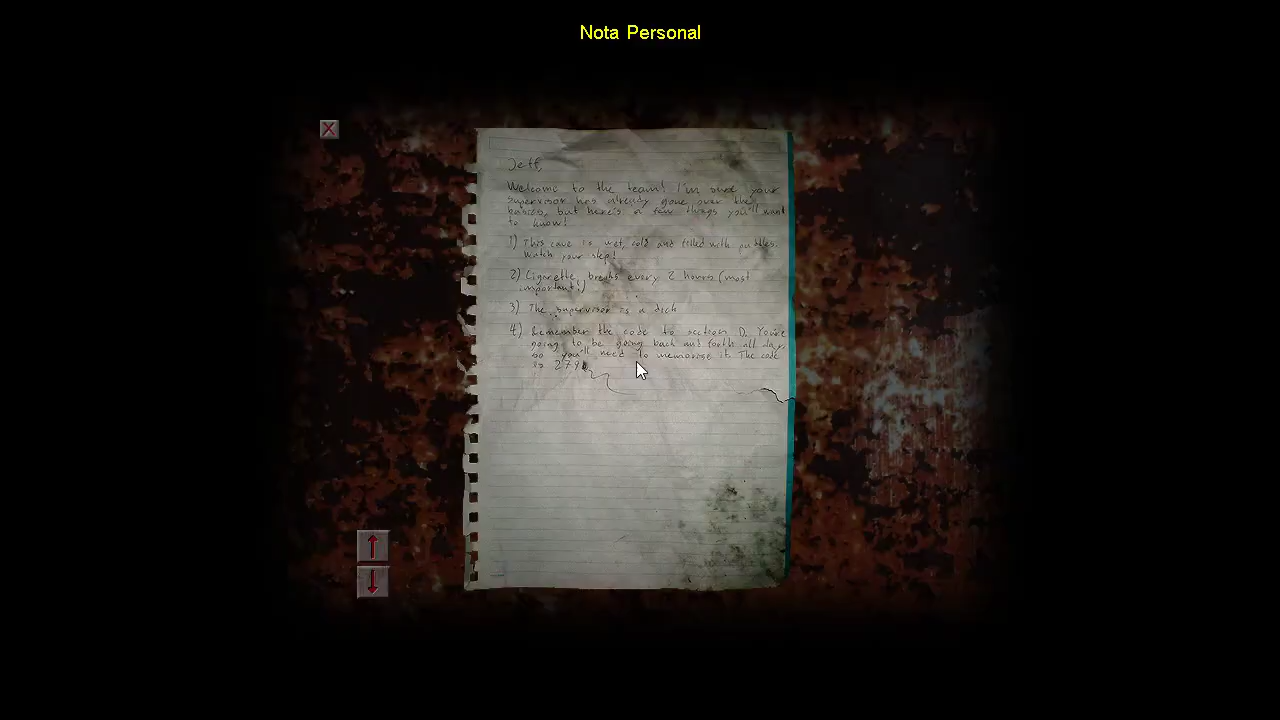 Nota Personal
Jeff,
Welcome to the team! I'm sure your
supervisor has already gone over the
basics, but here's a few things you'll want
to know!
1) This cave is wet, cold and filled with puddles.
Watch your step!
2) Cigarette breaks every 2 hours (most
important!)
3) The supervisor is a dick
4) Remember the code to section D. You're
going to be going back and forth all day
so you'll need to memorise it. The code
is 279